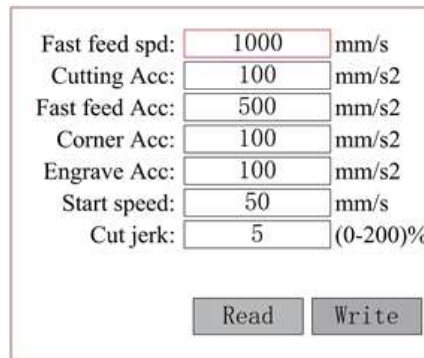 Fast feed spd: 1000 mm/s
Cutting Acc: 100 mm/s2
Fast feed Acc: 500 mm/s2
Corner Acc: 100 mm/s2
Engrave Acc: 100 mm/s2
Start speed: 50 mm/s
Cut jerk: 5 (0-200)%
Read Write